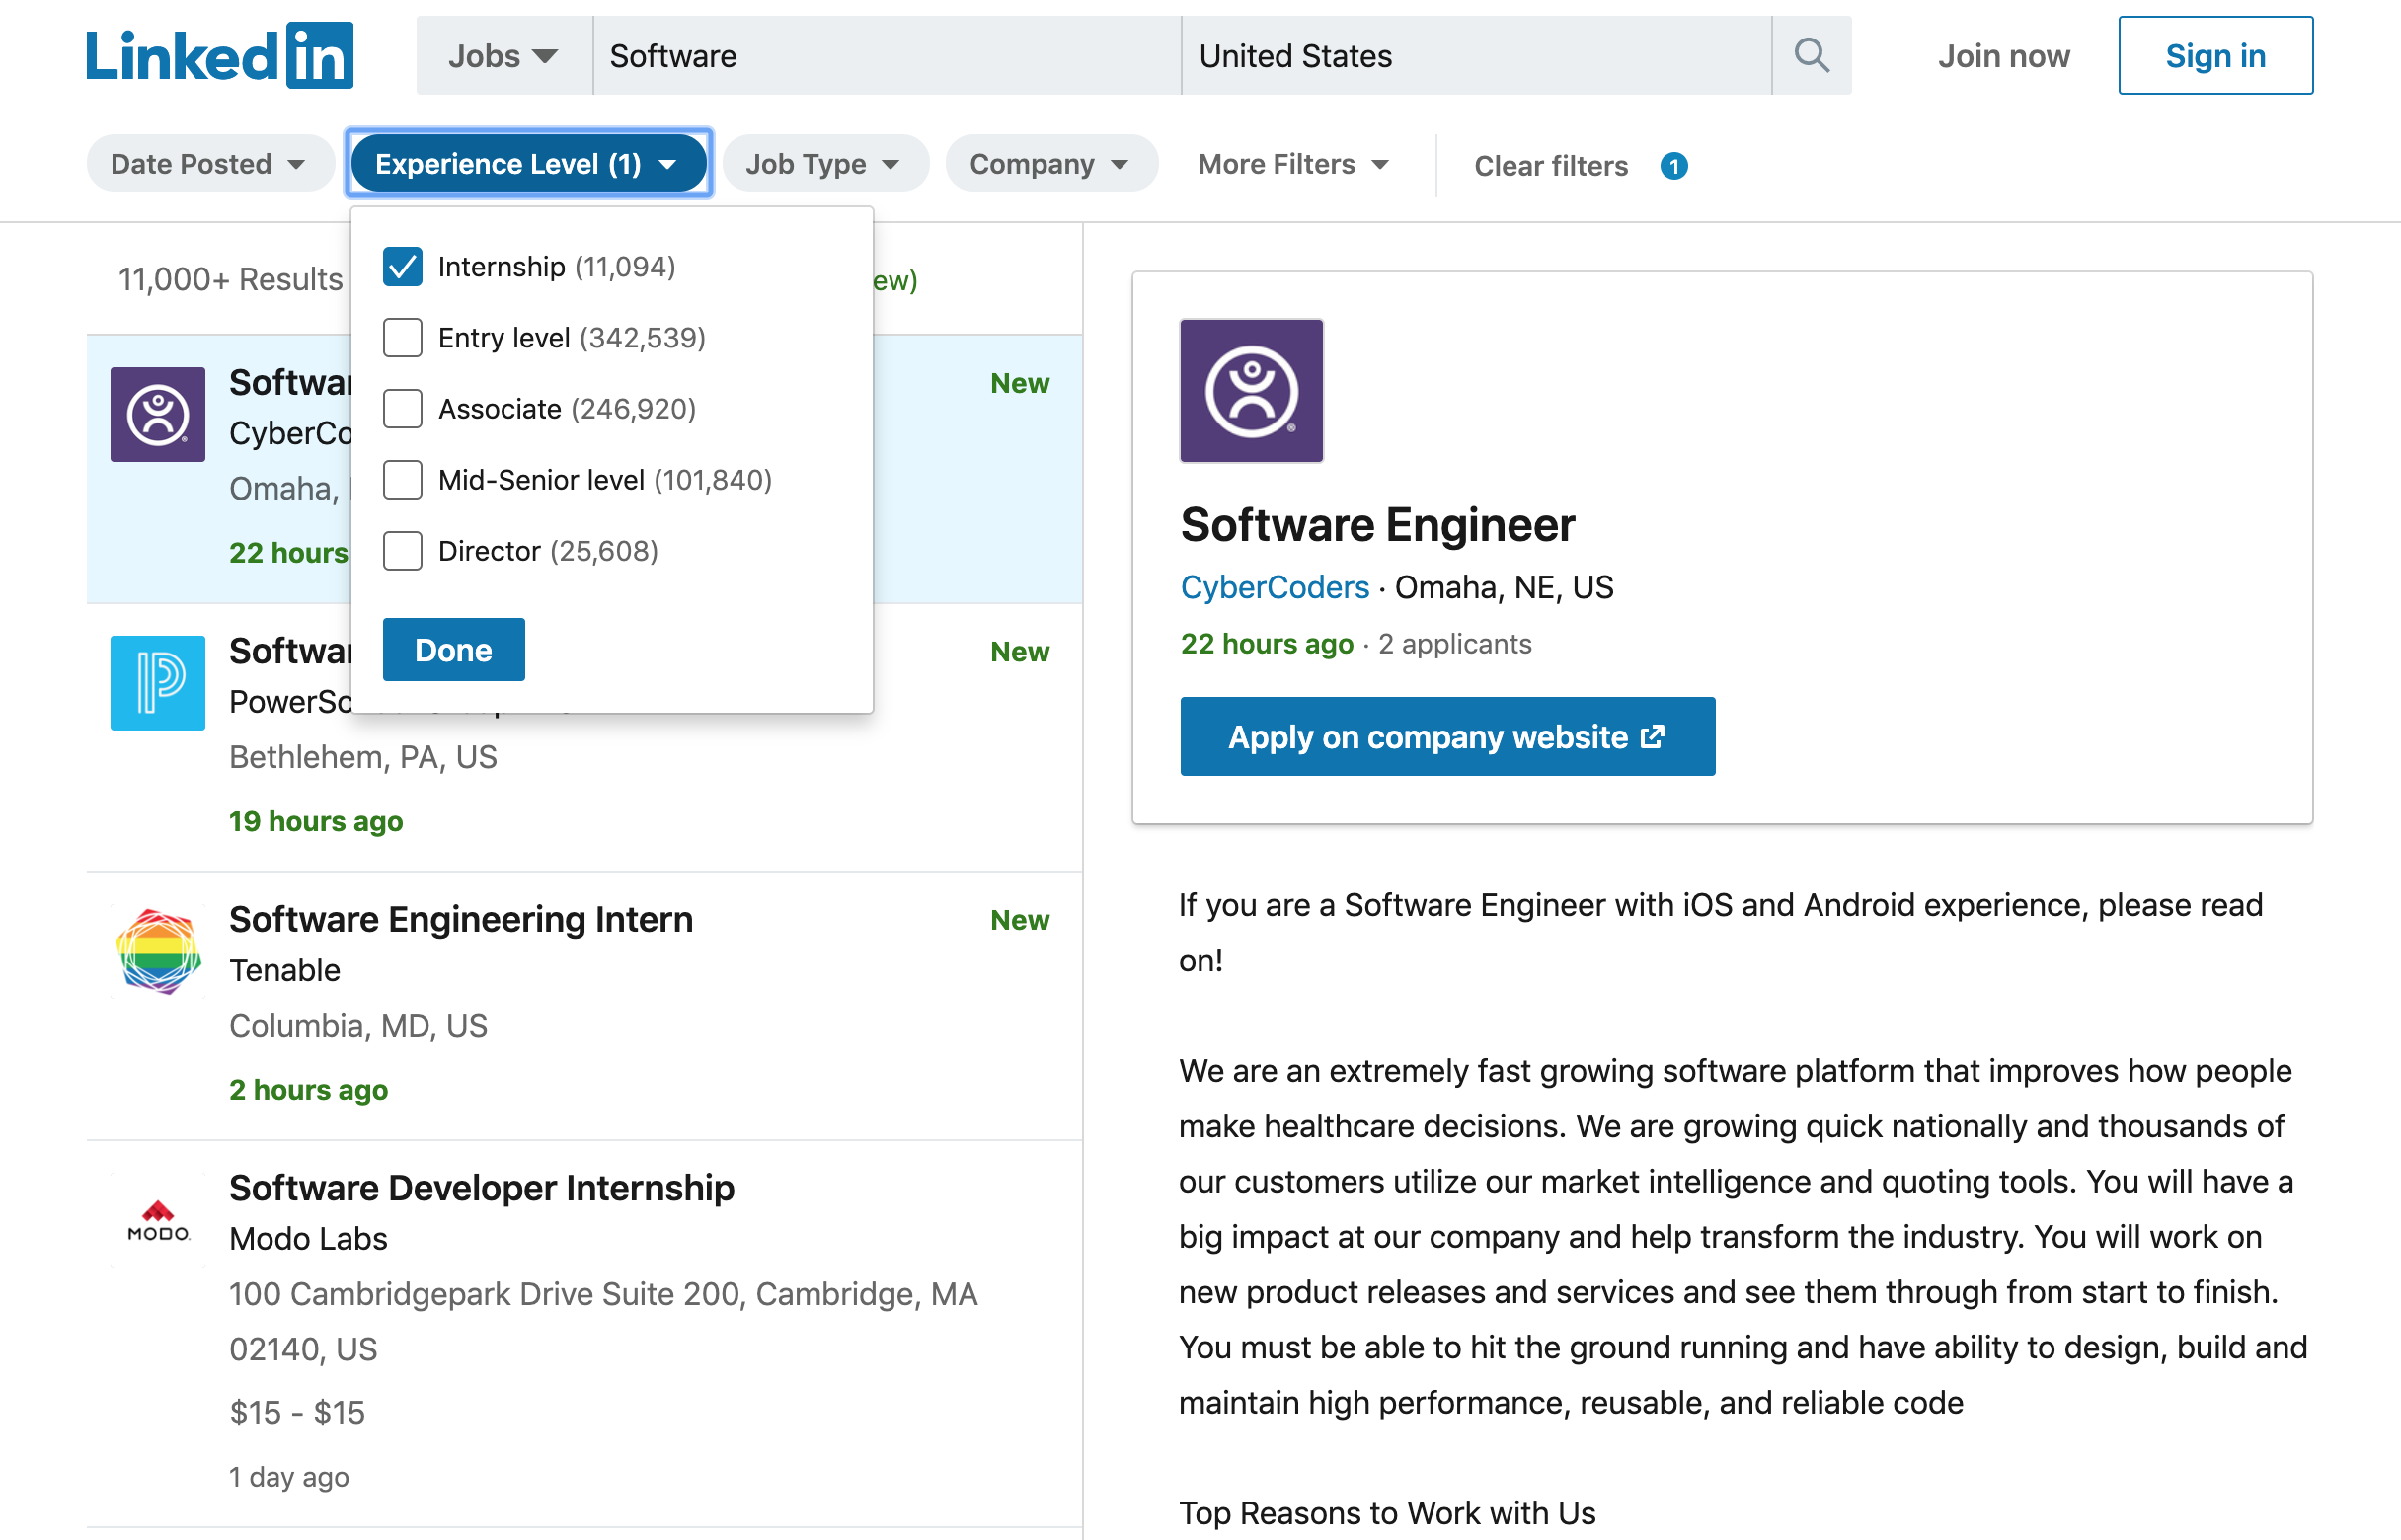 LinkedIn
Jobs
Software
United States
Join now
Sign in
Date Posted
Experience Level (1)
Job Type
Company
More Filters
Clear filters 1
11,000+ Results
Internship (11,094)
Entry level (342,539)
Associate (246,920)
Mid-Senior level (101,840)
Director (25,608)
Done
New
Omaha,
22 hours
New
Bethlehem, PA, US
19 hours ago
Software Engineering Intern
New
Tenable
Columbia, MD, US
2 hours ago
MODO
Software Developer Internship
Modo Labs
100 Cambridgepark Drive Suite 200, Cambridge, MA
02140, US
$15 - $15
1 day ago
Software Engineer
CyberCoders · Omaha, NE, US
22 hours ago · 2 applicants
Apply on company website
If you are a Software Engineer with iOS and Android experience, please read
on!
We are an extremely fast growing software platform that improves how people
make healthcare decisions. We are growing quick nationally and thousands of
our customers utilize our market intelligence and quoting tools. You will have a
big impact at our company and help transform the industry. You will work on
new product releases and services and see them through from start to finish.
You must be able to hit the ground running and have ability to design, build and
maintain high performance, reusable, and reliable code
Top Reasons to Work with Us